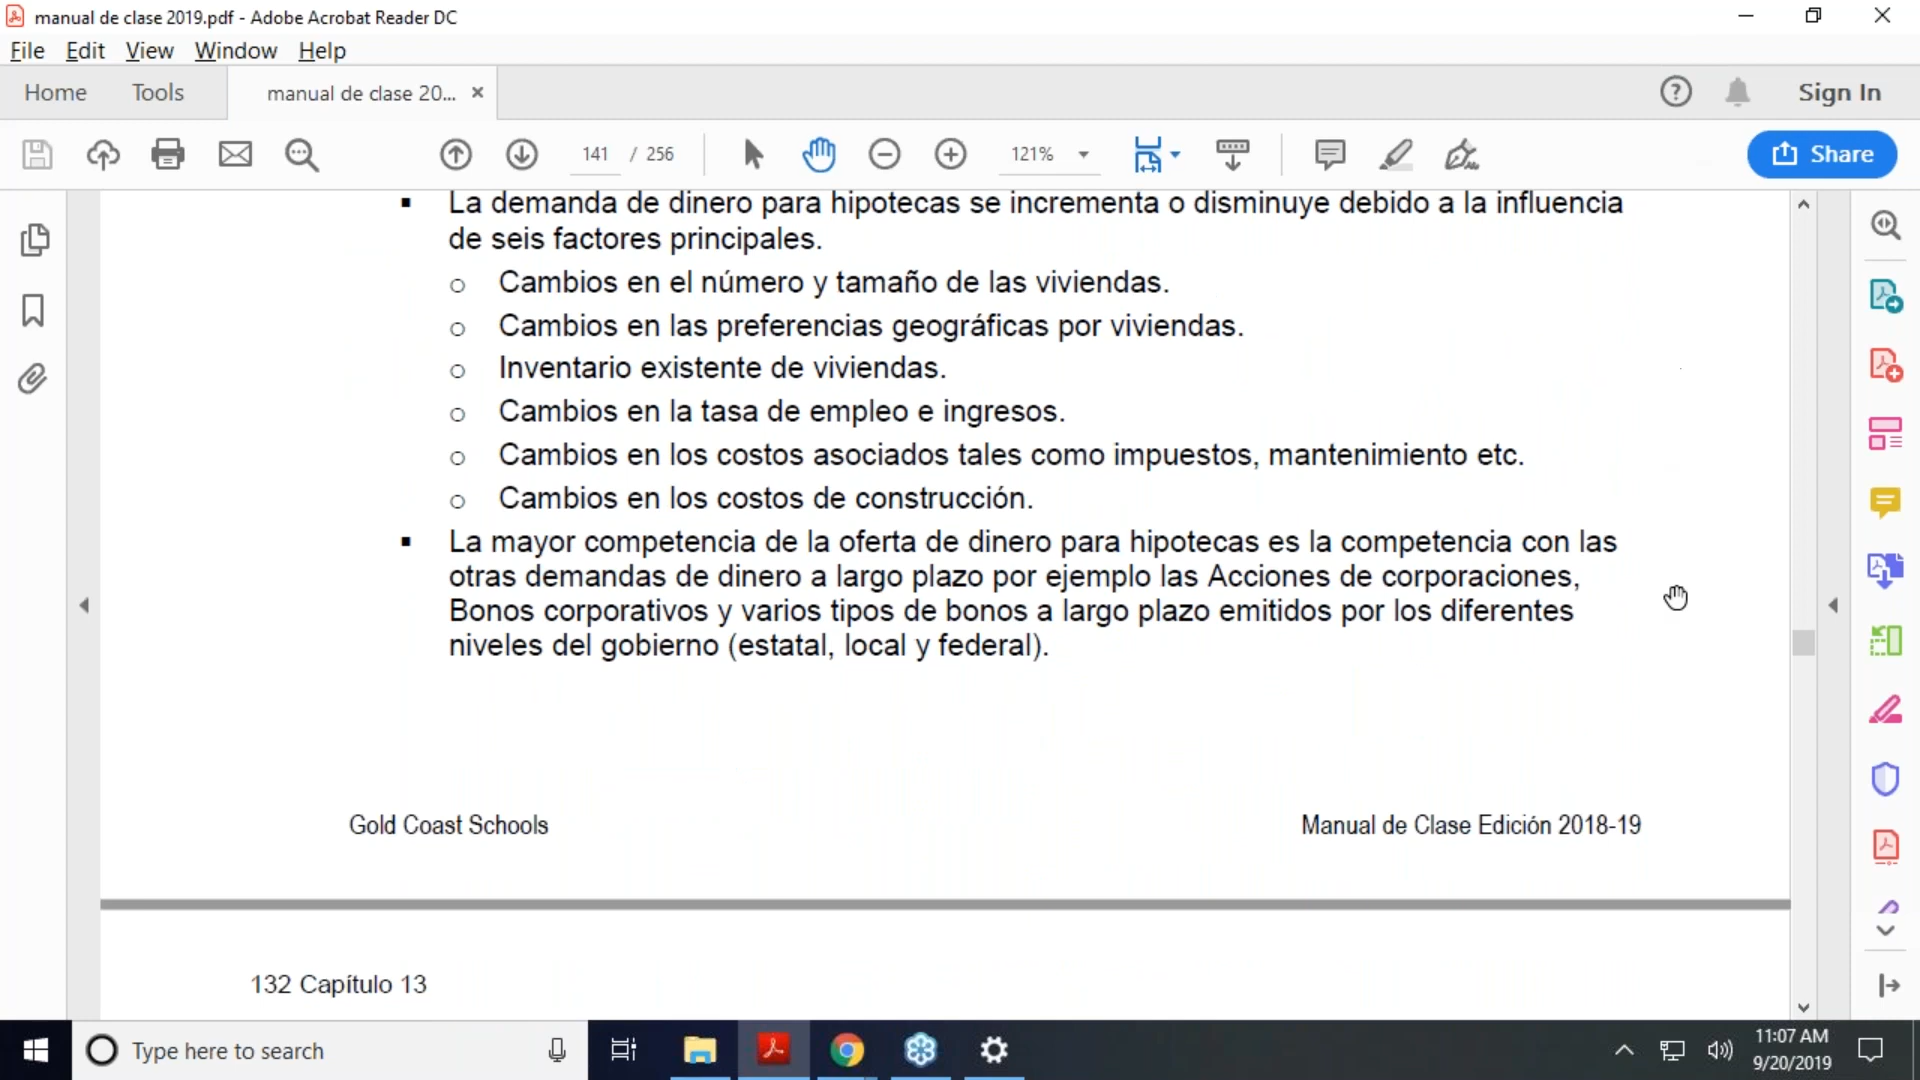 manual de clase 2019.pdf - Adobe Acrobat Reader DC
File Edit View Window Help
Home Tools manual de clase 20... × Sign In
141 / 256 121% Share
▪ La demanda de dinero para hipotecas se incrementa o disminuye debido a la influencia
de seis factores principales.
o Cambios en el número y tamaño de las viviendas.
o Cambios en las preferencias geográficas por viviendas.
o Inventario existente de viviendas.
o Cambios en la tasa de empleo e ingresos.
o Cambios en los costos asociados tales como impuestos, mantenimiento etc.
o Cambios en los costos de construcción.
▪ La mayor competencia de la oferta de dinero para hipotecas es la competencia con las
otras demandas de dinero a largo plazo por ejemplo las Acciones de corporaciones,
Bonos corporativos y varios tipos de bonos a largo plazo emitidos por los diferentes
niveles del gobierno (estatal, local y federal).
Gold Coast Schools Manual de Clase Edición 2018-19
132 Capítulo 13
Type here to search
11:07 AM
9/20/2019